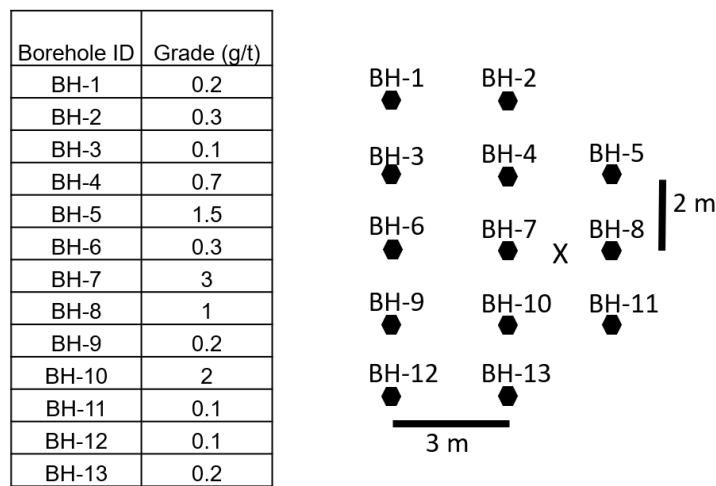 Borehole ID Grade (g/t)
BH-1 0.2
BH-2 0.3
BH-3 0.1
BH-4 0.7
BH-5 1.5
BH-6 0.3
BH-7 3
BH-8 1
BH-9 0.2
BH-10 2
BH-11 0.1
BH-12 0.1
BH-13 0.2
BH-1 BH-2
BH-3 BH-4 BH-5
2 m
BH-6 BH-7 BH-8
X
BH-9 BH-10 BH-11
BH-12 BH-13
3 m